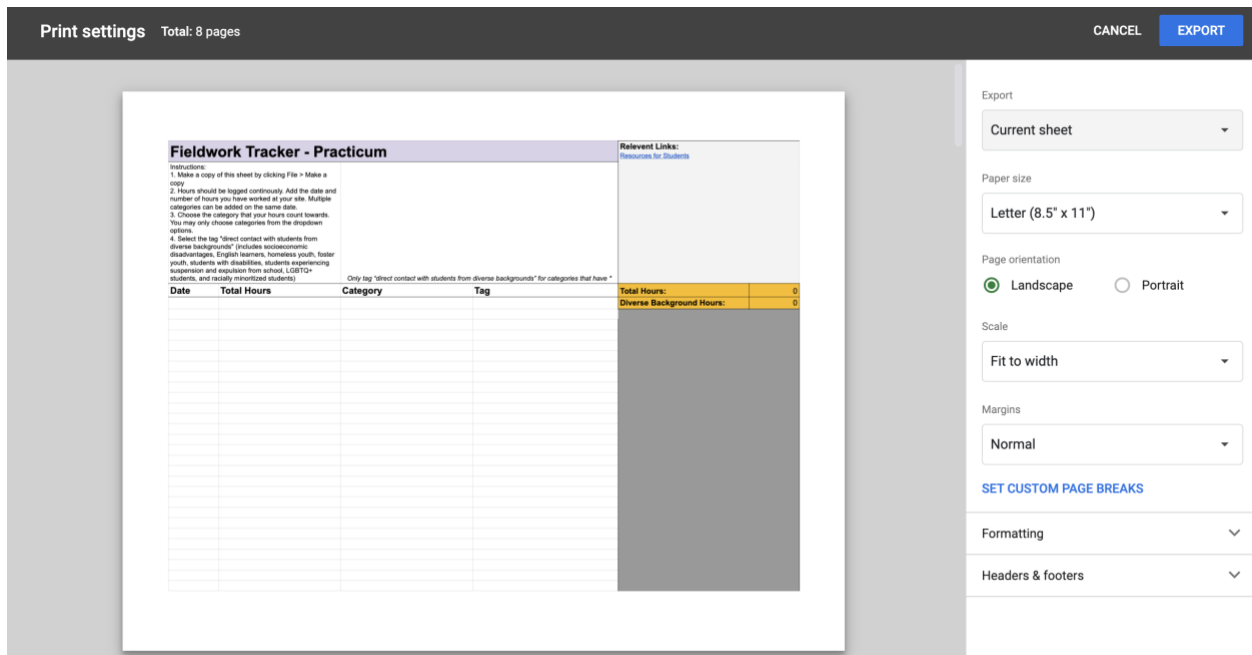 Print settings Total: 8 pages CANCEL EXPORT
Fieldwork Tracker - Practicum
Instructions:
1. Make a copy of this sheet by clicking File > Make a
copy
2. Hours should be logged continously. Add the date and
number of hours you have worked at your site. Multiple
categories can be added on the same date.
3. Choose the category that your hours count towards.
You may only choose categories from the dropdown
options.
4. Select the tag "direct contact with students from
diverse backgrounds" (includes socioeconomic
disadvantages, English learners, homeless youth, foster
youth, students with disabilities, students experiencing
suspension and expulsion from school, LGBTQ+
students, and racially minoritized students)
Only tag "direct contact with students from diverse backgrounds" for categories that have *
Relevent Links:
Resources for Students
Date Total Hours Category Tag
Total Hours: 0
Diverse Background Hours: 0
Export
Current sheet
Paper size
Letter (8.5" x 11")
Page orientation
Landscape Portrait
Scale
Fit to width
Margins
Normal
SET CUSTOM PAGE BREAKS
Formatting
Headers & footers